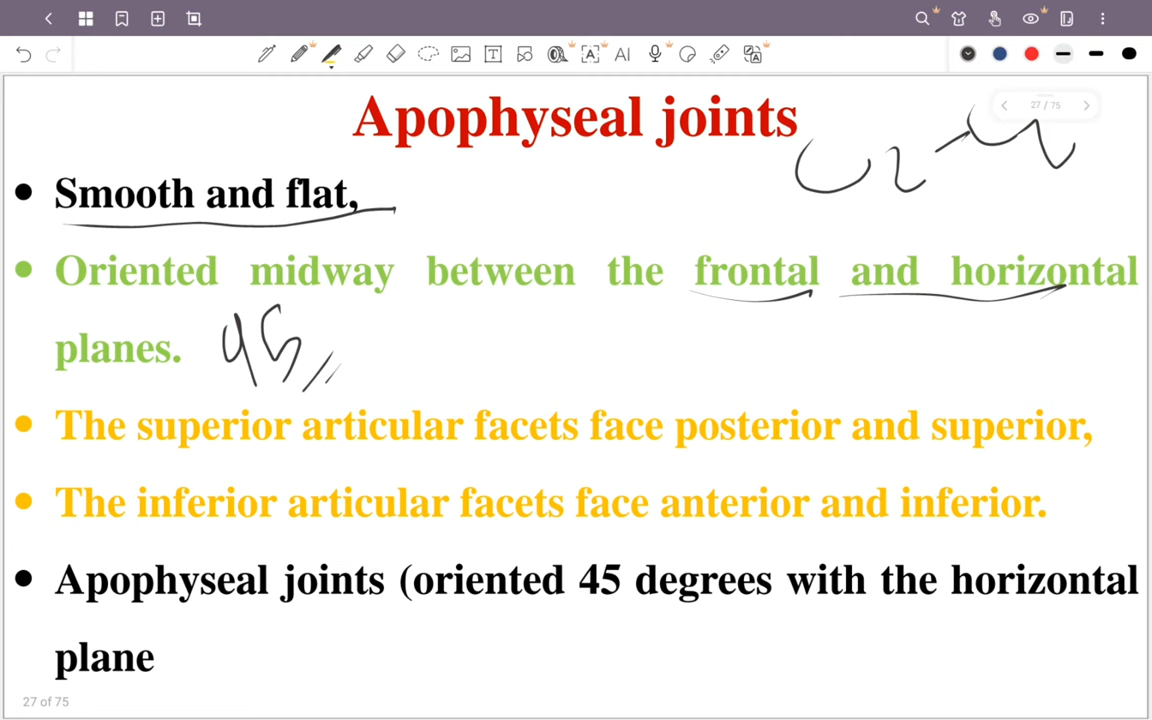 27 / 75
Apophyseal joints
• Smooth and flat,
• Oriented midway between the frontal and horizontal
planes. 45
• The superior articular facets face posterior and superior,
• The inferior articular facets face anterior and inferior.
• Apophyseal joints (oriented 45 degrees with the horizontal
plane
27 of 75